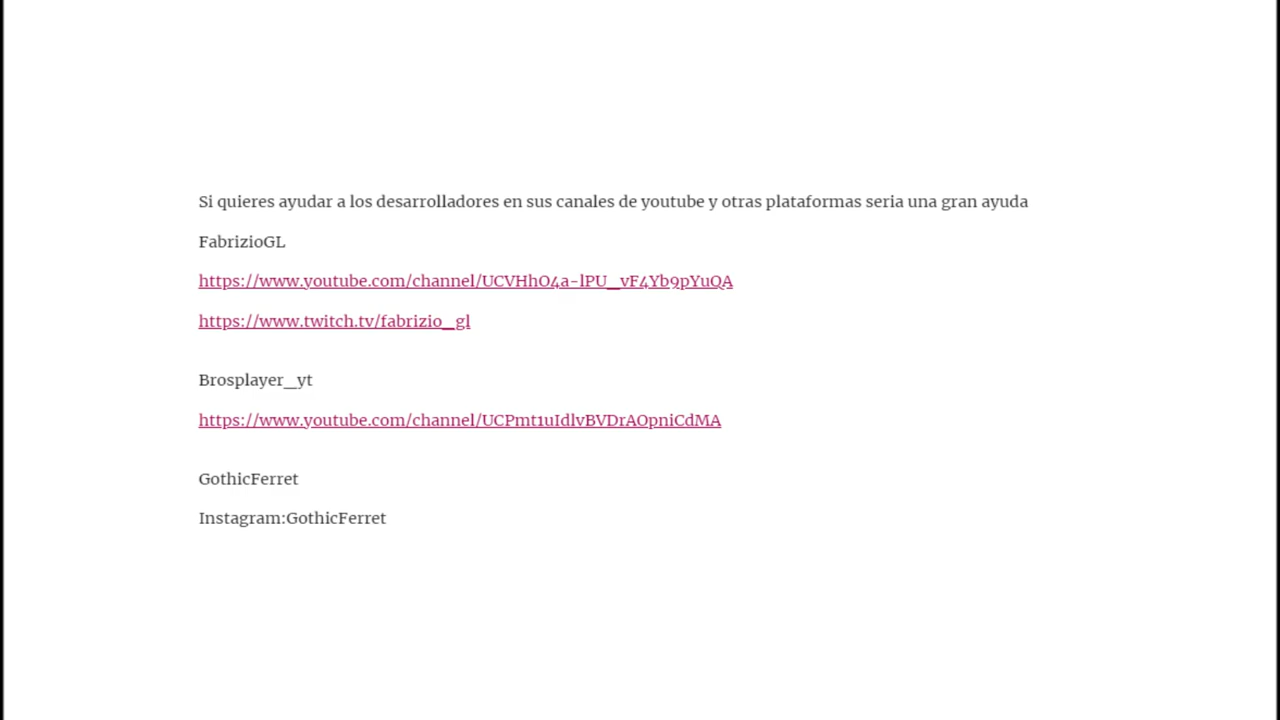 Si quieres ayudar a los desarrolladores en sus canales de youtube y otras plataformas seria una gran ayuda
FabrizioGL
https://www.youtube.com/channel/UCVHhO4a-lPU_vF4Yb9pYuQA
https://www.twitch.tv/fabrizio_gl
Brosplayer_yt
https://www.youtube.com/channel/UCPmt1uIdlvBVDrAOpniCdMA
GothicFerret
Instagram:GothicFerret